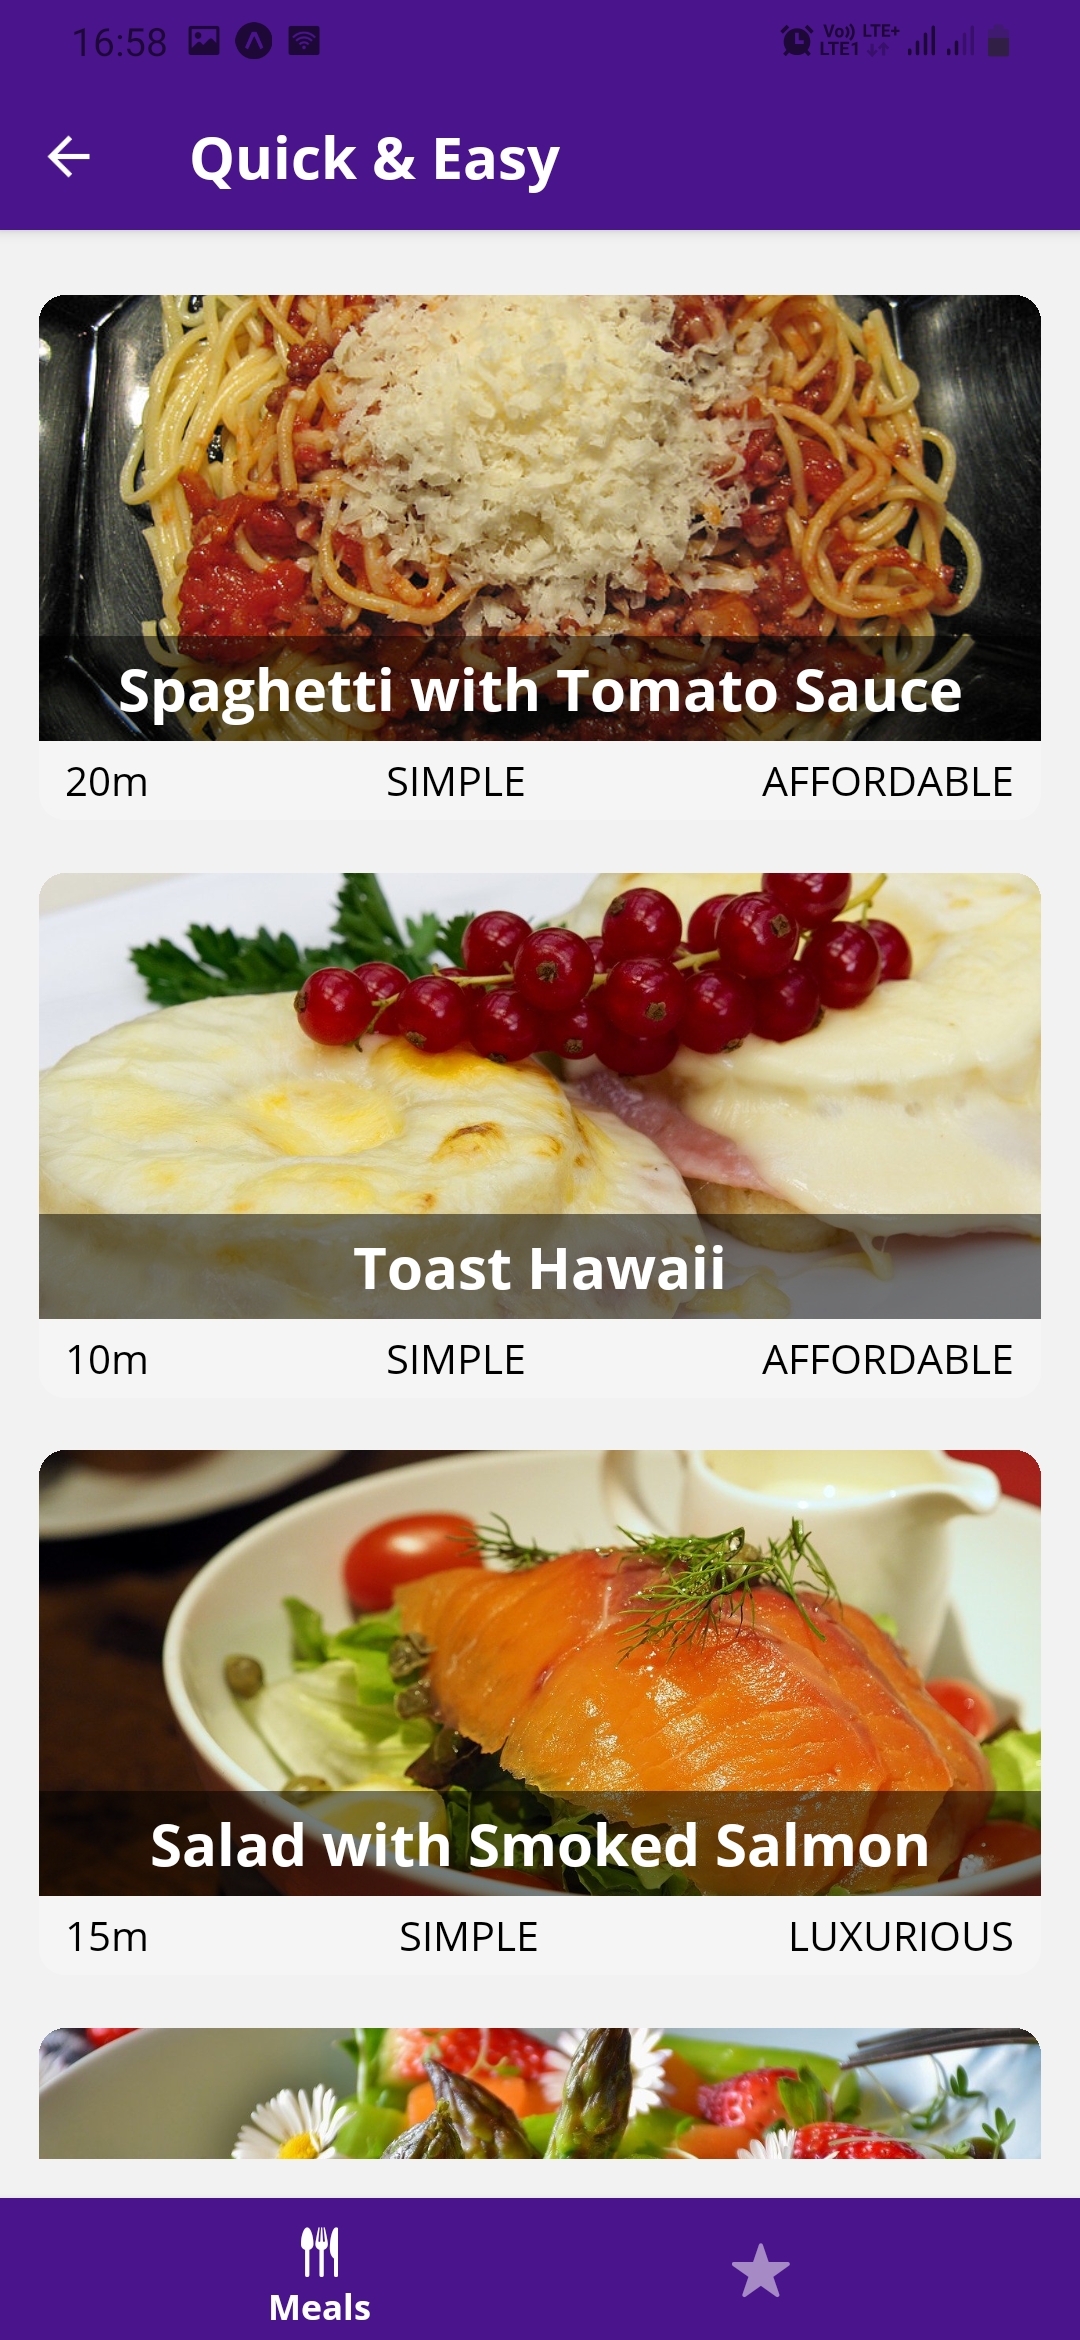 16:58
Vo)) LTE+
LTE1
Quick & Easy
Spaghetti with Tomato Sauce
20m SIMPLE AFFORDABLE
Toast Hawaii
10m SIMPLE AFFORDABLE
Salad with Smoked Salmon
15m SIMPLE LUXURIOUS
Meals